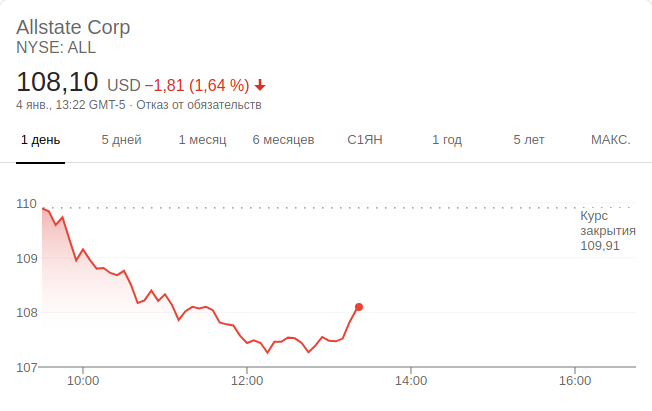 Allstate Corp
NYSE: ALL
108,10 USD −1,81 (1,64 %)
4 янв., 13:22 GMT-5 · Отказ от обязательств
1 день 5 дней 1 месяц 6 месяцев С1ЯН 1 год 5 лет МАКС.
110
Курс
закрытия
109,91
109
108
107
10:00 12:00 14:00 16:00